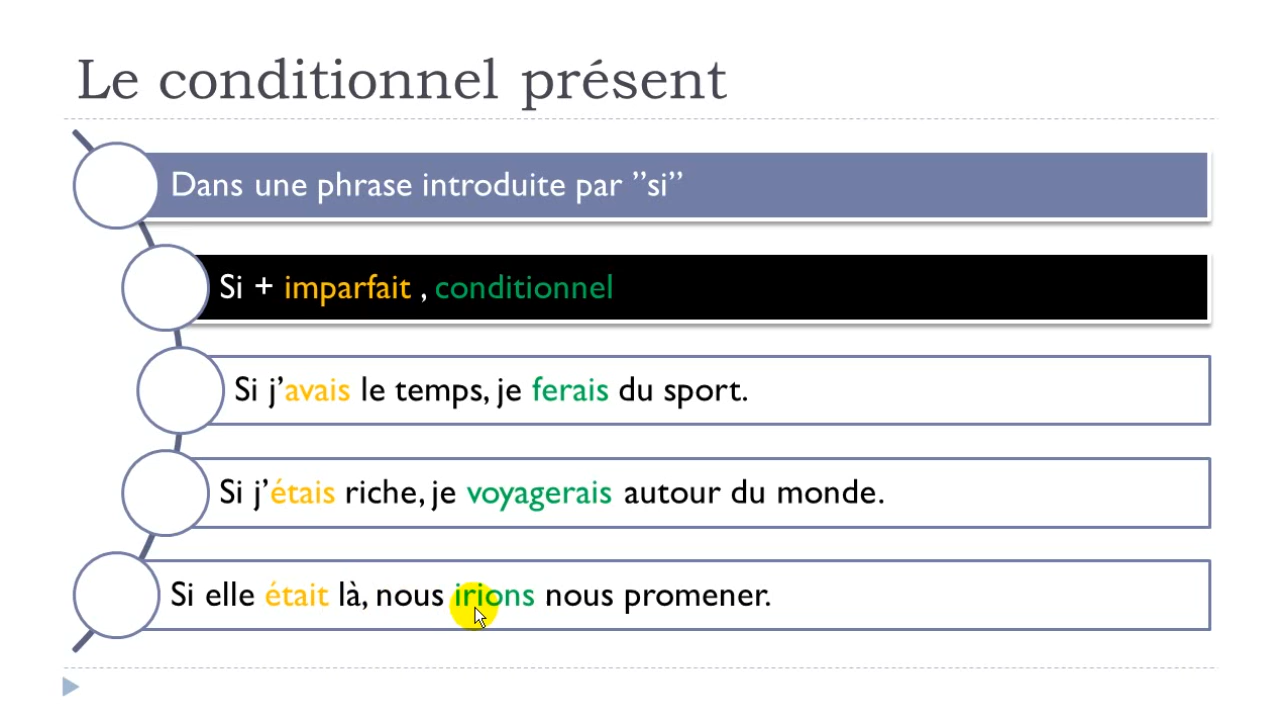 Le conditionnel présent
Dans une phrase introduite par ”si”
Si + imparfait , conditionnel
Si j’avais le temps, je ferais du sport.
Si j’étais riche, je voyagerais autour du monde.
Si elle était là, nous irions nous promener.